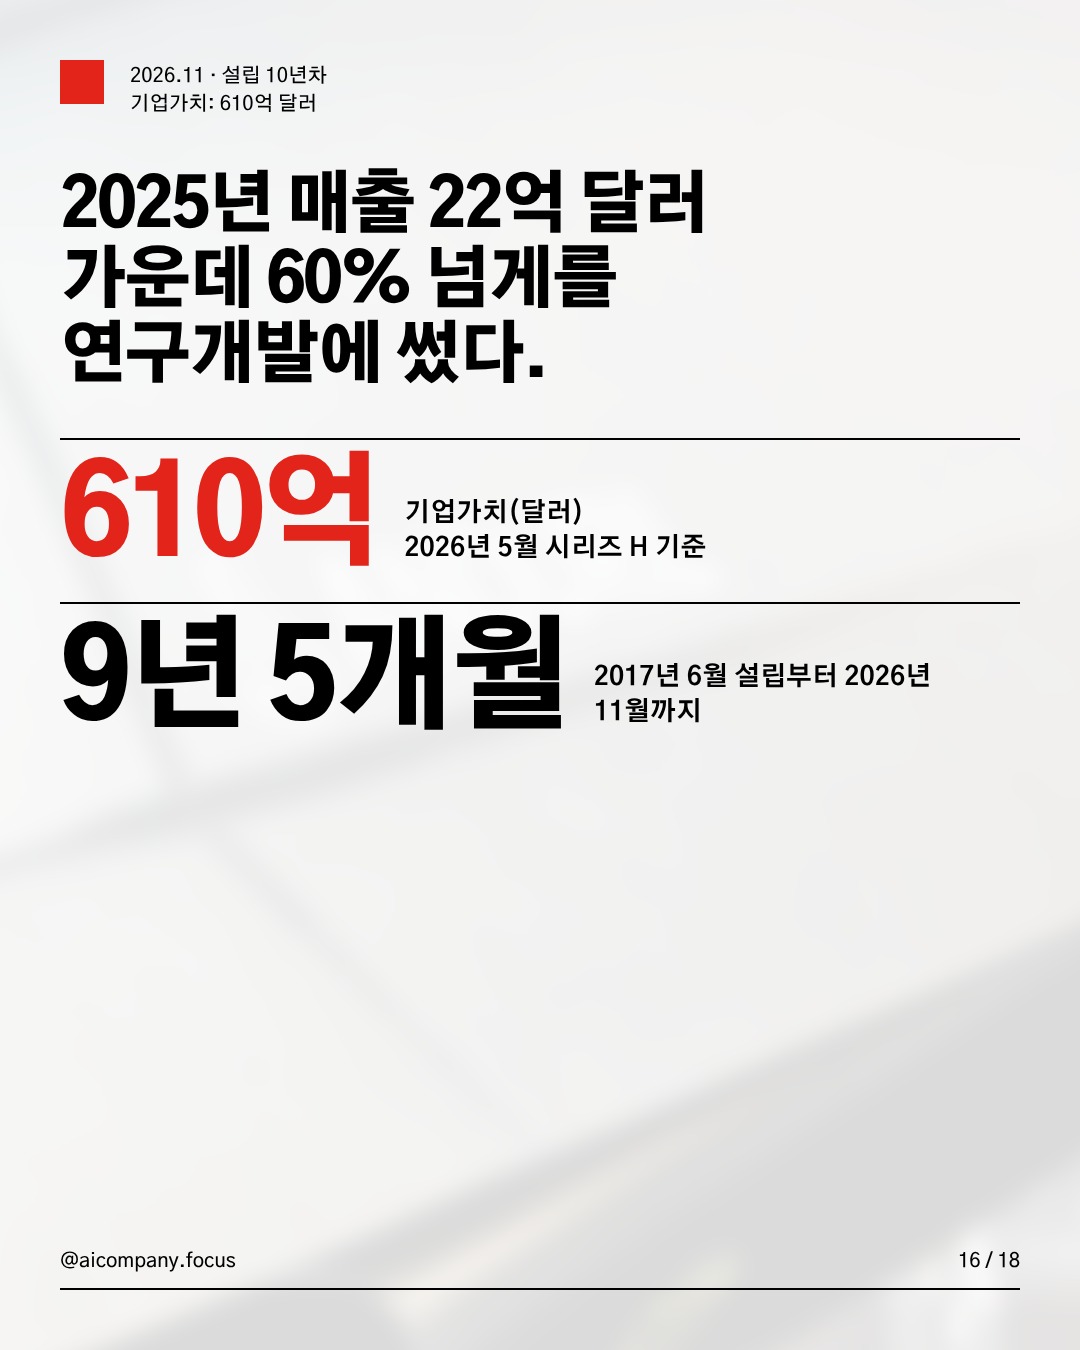 2026.11 · 설립 10년차
기업가치: 610억 달러
2025년 매출 22억 달러
가운데 60% 넘게를
연구개발에 썼다.
610억
기업가치(달러)
2026년 5월 시리즈 H 기준
9년 5개월
2017년 6월 설립부터 2026년
11월까지
@aicompany.focus
16 / 18